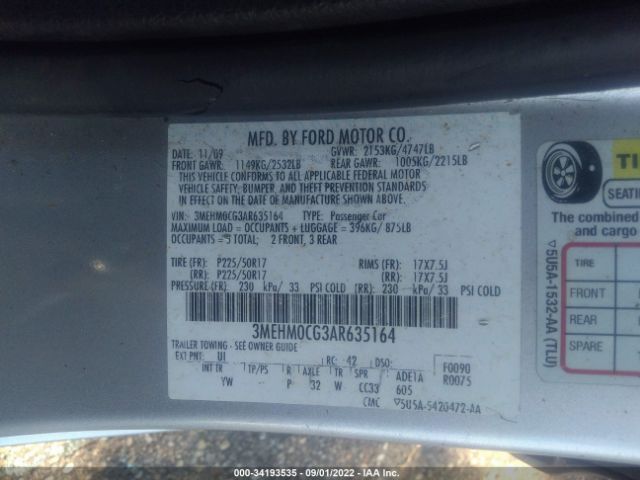 MFD. BY FORD MOTOR CO.
DATE: 11/09 GVWR: 2153KG/4747LB
FRONT GAWR: 1149KG/2532LB REAR GAWR: 1005KG/2215LB
THIS VEHICLE CONFORMS TO ALL APPLICABLE FEDERAL MOTOR
VEHICLE SAFETY, BUMPER, AND THEFT PREVENTION STANDARDS
IN EFFECT ON THE DATE OF MANUFACTURE SHOWN ABOVE.
VIN: 3MEHM0CG3AR635164 TYPE: Passenger Car
MAXIMUM LOAD = OCCUPANTS + LUGGAGE = 396KG/ 875LB
OCCUPANTS = 5 TOTAL; 2 FRONT, 3 REAR
TIRE (FR): P225/50R17 RIMS (FR): 17X7.5J
(RR): P225/50R17 (RR): 17X7.5J
PRESSURE (FR): 230 kPa/ 33 PSI COLD (RR): 230 kPa/ 33 PSI COLD
3MEHM0CG3AR635164
TRAILER TOWING - SEE OWNER GUIDE
EXT PNT: UI RC: 42 DSO: F0090
INT TR TP/PS R AXLE TR SPR R0075
YW P 32 W CC33 ADE1A
605
CMC ▽5U5A-5420472-AA
TI
SEATI
The combined
and cargo
TIRE
FRONT
REAR
SPARE
▽5U5A-1532-AA (TLU)
000-34193535 - 09/01/2022 - IAA Inc.